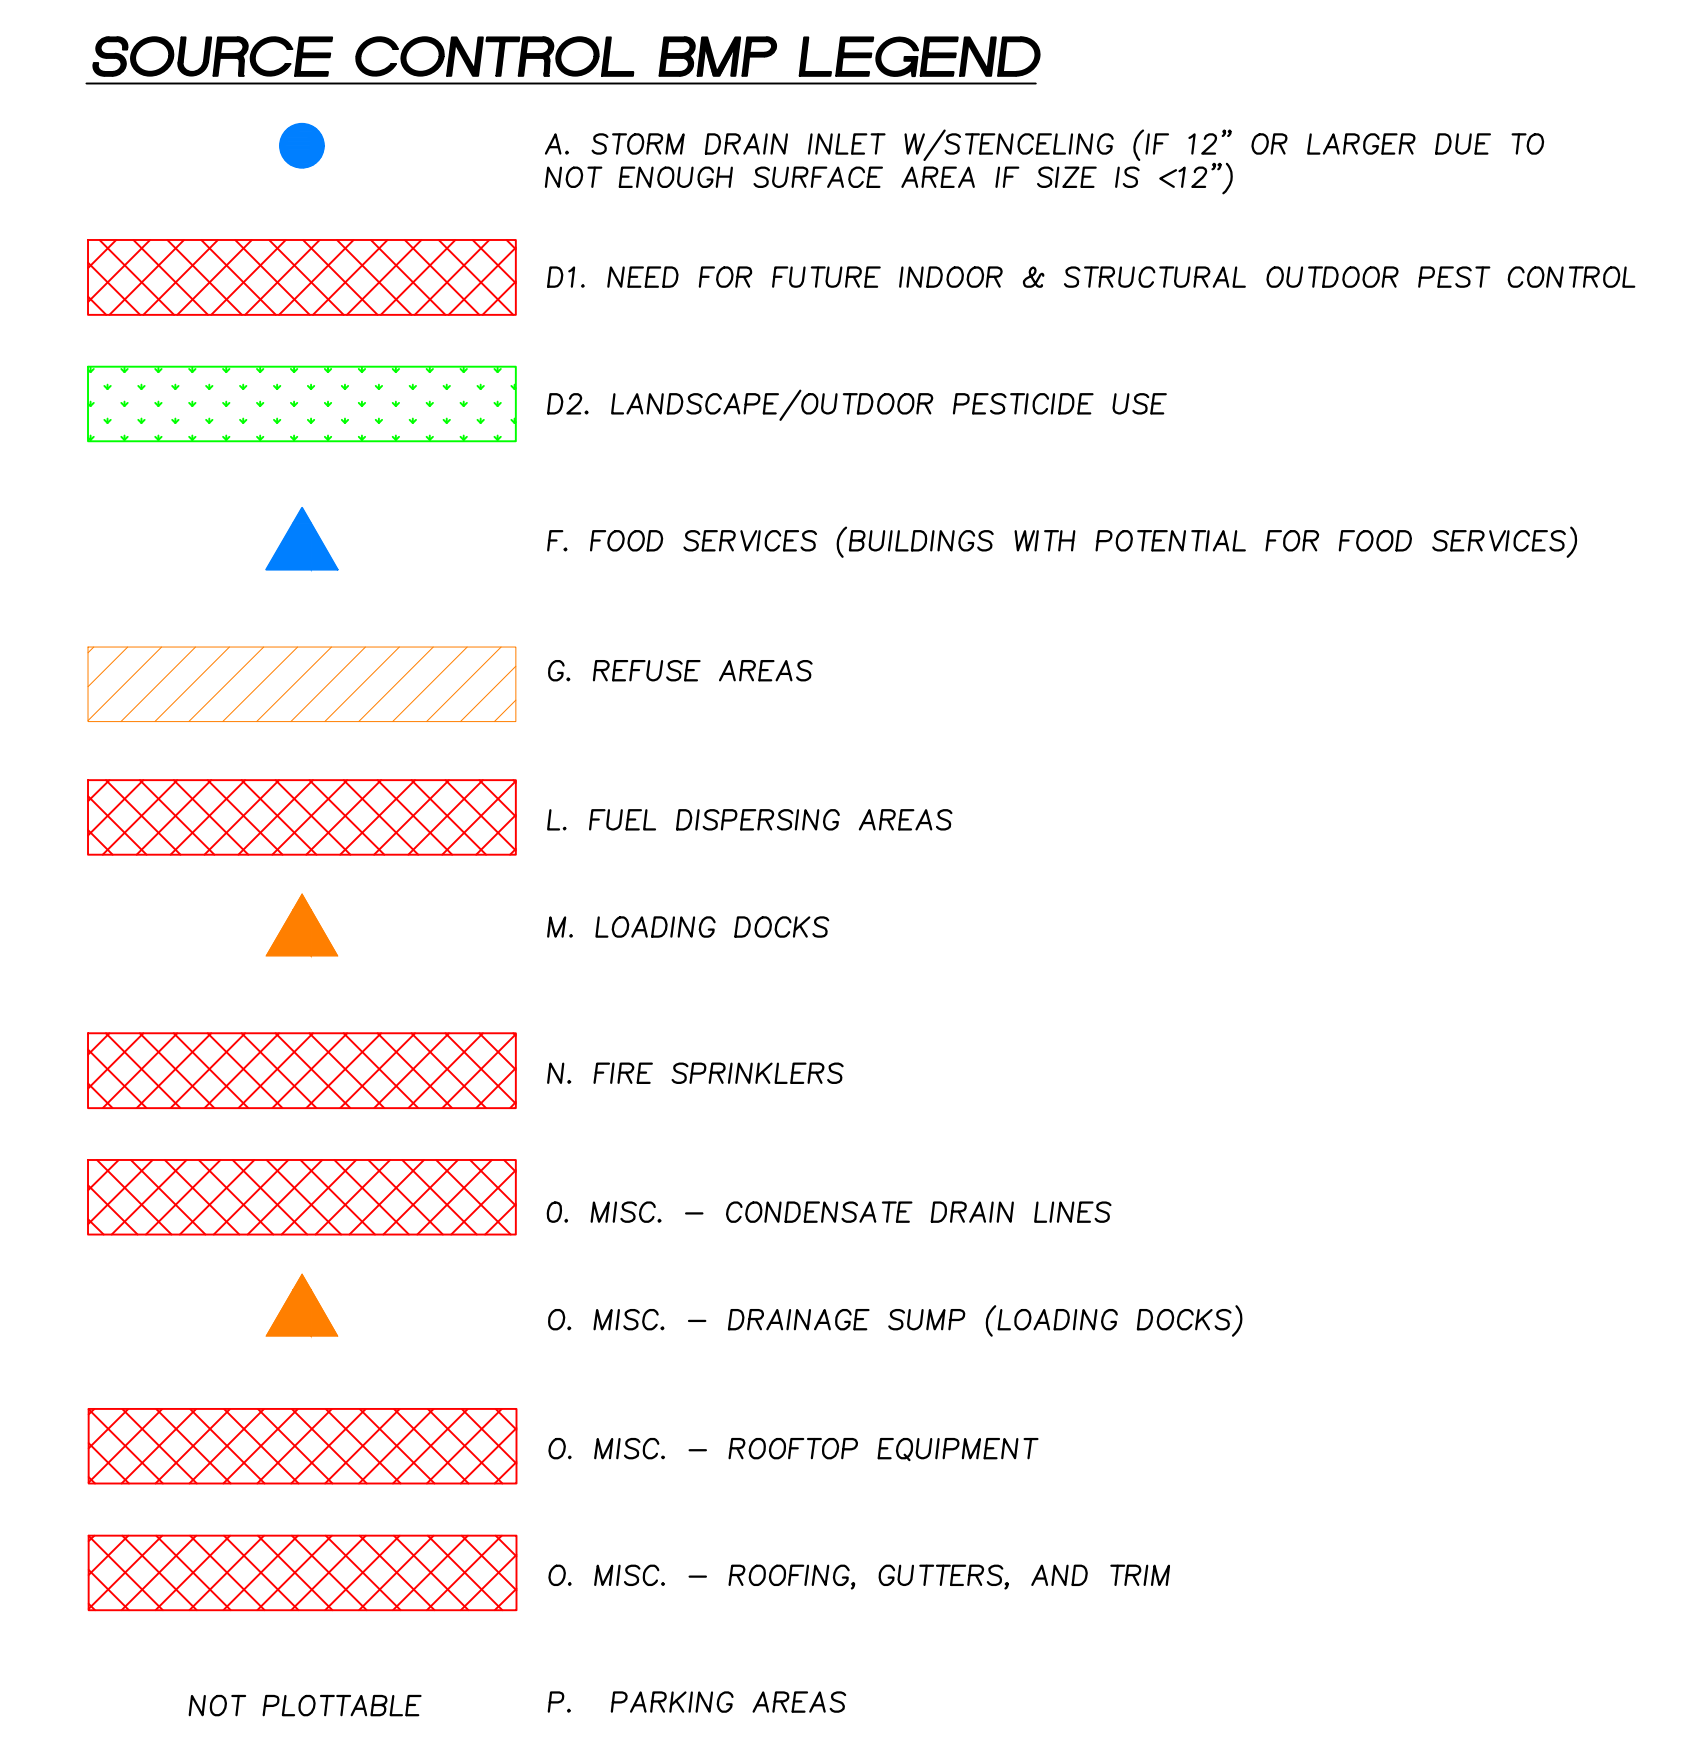 SOURCE CONTROL BMP LEGEND
A. STORM DRAIN INLET W/STENCELING (IF 12" OR LARGER DUE TO
NOT ENOUGH SURFACE AREA IF SIZE IS <12")
D1. NEED FOR FUTURE INDOOR & STRUCTURAL OUTDOOR PEST CONTROL
D2. LANDSCAPE/OUTDOOR PESTICIDE USE
F. FOOD SERVICES (BUILDINGS WITH POTENTIAL FOR FOOD SERVICES)
G. REFUSE AREAS
L. FUEL DISPERSING AREAS
M. LOADING DOCKS
N. FIRE SPRINKLERS
O. MISC. – CONDENSATE DRAIN LINES
O. MISC. – DRAINAGE SUMP (LOADING DOCKS)
O. MISC. – ROOFTOP EQUIPMENT
O. MISC. – ROOFING, GUTTERS, AND TRIM
NOT PLOTTABLE P. PARKING AREAS